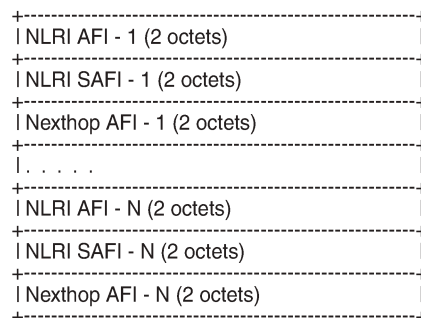 +-----------------------------------------------------+
| NLRI AFI - 1 (2 octets) |
+-----------------------------------------------------+
| NLRI SAFI - 1 (2 octets) |
+-----------------------------------------------------+
| Nexthop AFI - 1 (2 octets) |
+-----------------------------------------------------+
| . . . . . |
+-----------------------------------------------------+
| NLRI AFI - N (2 octets) |
+-----------------------------------------------------+
| NLRI SAFI - N (2 octets) |
+-----------------------------------------------------+
| Nexthop AFI - N (2 octets) |
+-----------------------------------------------------+